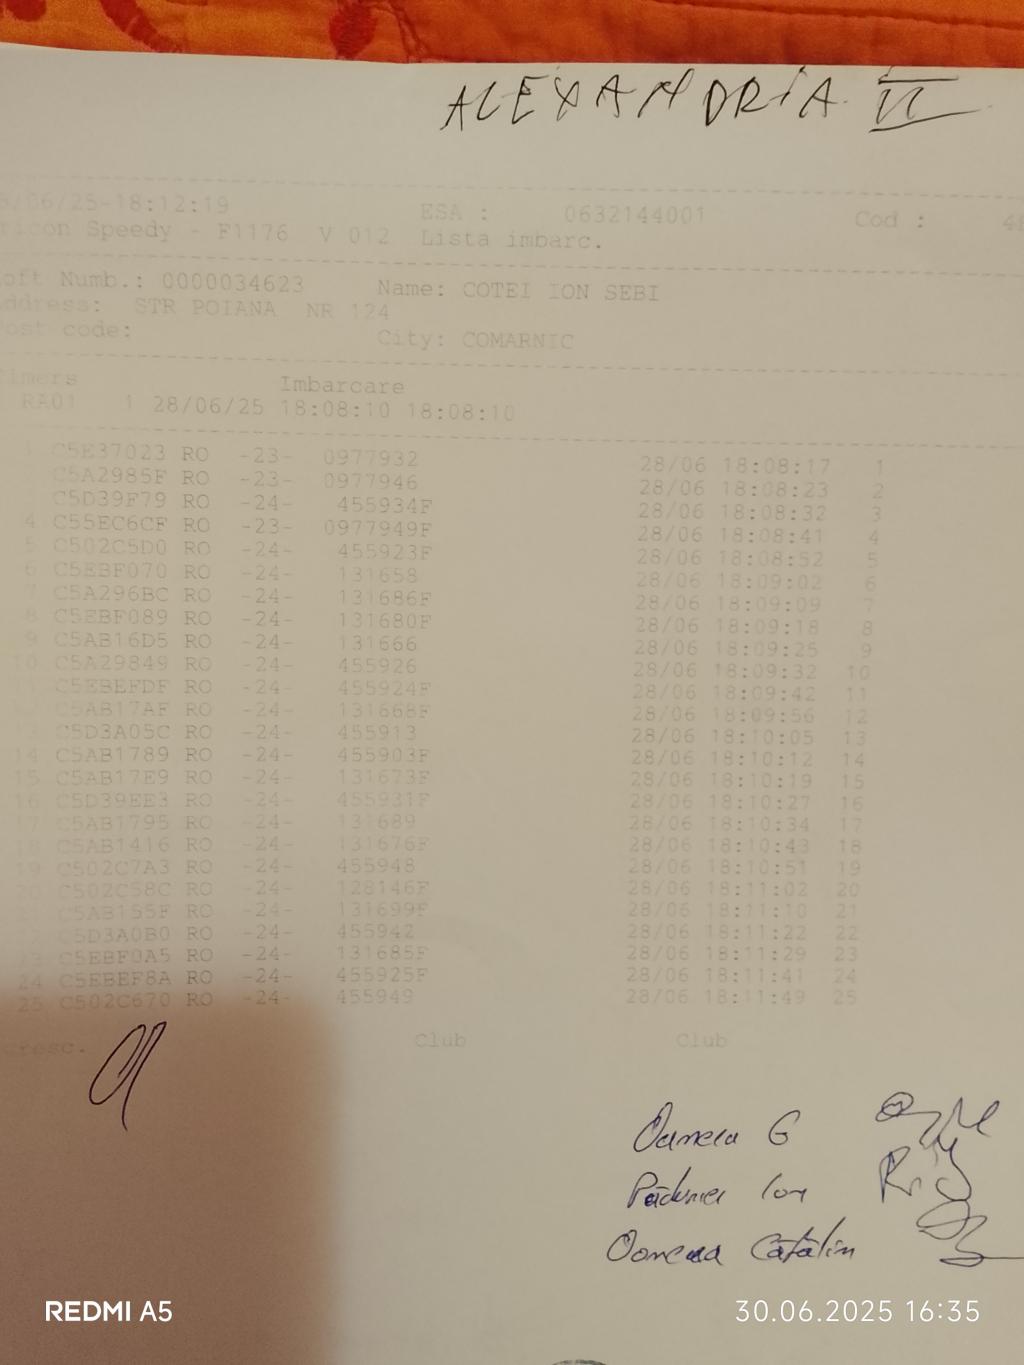 ALEXANDRIA II
/06/25-18:12:19 ESA : 0632144001 Cod :
ricon Speedy - F1176 V 012 Lista imbarc.
oft Numb.: 0000034623 Name: COTEI ION SEBI
ddress: STR POIANA NR 124
ost code: City: COMARNIC
imers Imbarcare
RA01 1 28/06/25 18:08:10 18:08:10
1 C5E37023 RO -23- 0977932 28/06 18:08:17 1
C5A2985F RO -23- 0977946 28/06 18:08:23 2
C5D39F79 RO -24- 455934F 28/06 18:08:32 3
4 C55EC6CF RO -23- 0977949F 28/06 18:08:41 4
5 C502C5D0 RO -24- 455923F 28/06 18:08:52 5
6 C5EBF070 RO -24- 131658 28/06 18:09:02 6
7 C5A296BC RO -24- 131686F 28/06 18:09:09 7
8 C5EBF089 RO -24- 131680F 28/06 18:09:18 8
9 C5AB16D5 RO -24- 131666 28/06 18:09:25 9
10 C5A29849 RO -24- 455926 28/06 18:09:32 10
11 C5EBEFDF RO -24- 455924F 28/06 18:09:42 11
C5AB17AF RO -24- 131668F 28/06 18:09:56 12
13 C5D3A05C RO -24- 455913 28/06 18:10:05 13
14 C5AB1789 RO -24- 455903F 28/06 18:10:12 14
15 C5AB17E9 RO -24- 131673F 28/06 18:10:19 15
16 C5D39EE3 RO -24- 455931F 28/06 18:10:27 16
17 C5AB1795 RO -24- 131689 28/06 18:10:34 17
18 C5AB1416 RO -24- 131676F 28/06 18:10:43 18
19 C502C7A3 RO -24- 455948 28/06 18:10:51 19
20 C502C58C RO -24- 128146F 28/06 18:11:02 20
C5AB155F RO -24- 131699F 28/06 18:11:10 21
C5D3A0B0 RO -24- 455942 28/06 18:11:22 22
23 C5EBF0A5 RO -24- 131685F 28/06 18:11:29 23
24 C5EBEF8A RO -24- 455925F 28/06 18:11:41 24
25 C502C670 RO -24- 455949 28/06 18:11:49 25
cresc. Club Club
G
Ion
Cătălin
REDMI A5 30.06.2025 16:35